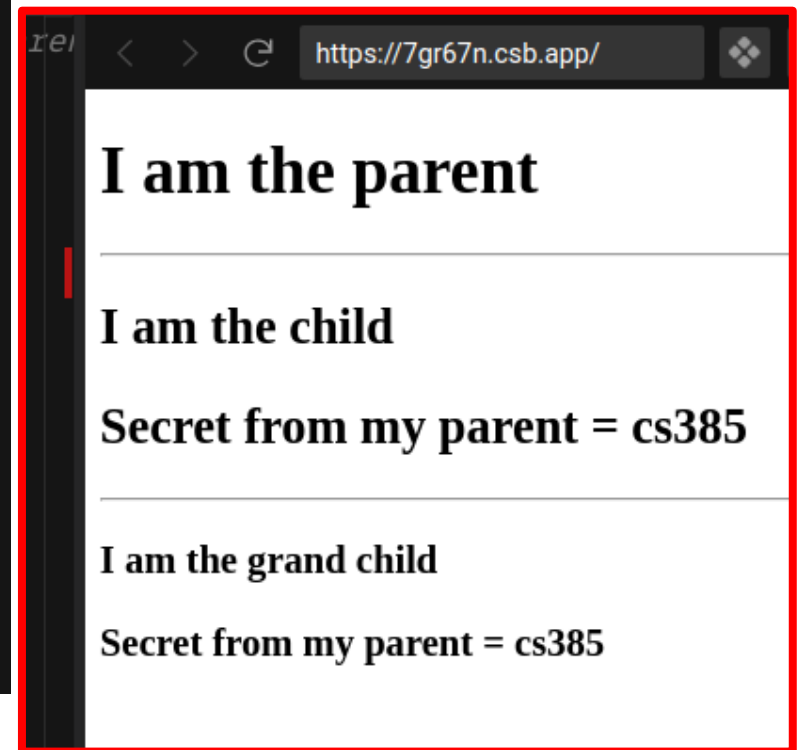 https://7gr67n.csb.app/
I am the parent
I am the child
Secret from my parent = cs385
I am the grand child
Secret from my parent = cs385